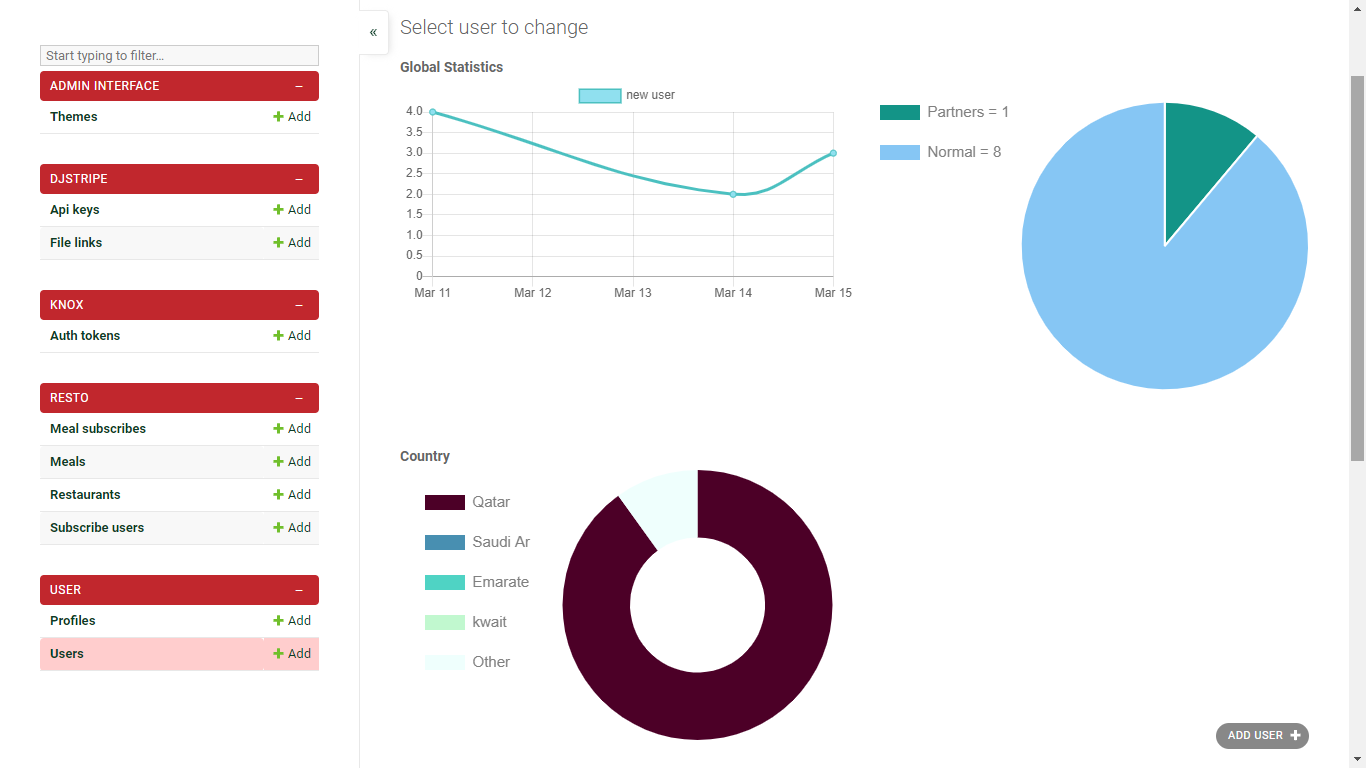 Start typing to filter...
ADMIN INTERFACE –
Themes + Add
DJSTRIPE –
Api keys + Add
File links + Add
KNOX –
Auth tokens + Add
RESTO –
Meal subscribes + Add
Meals + Add
Restaurants + Add
Subscribe users + Add
USER –
Profiles + Add
Users + Add
«
Select user to change
Global Statistics
new user
4.0
3.5
3.0
2.5
2.0
1.5
1.0
0.5
0
Mar 11 Mar 12 Mar 13 Mar 14 Mar 15
Partners = 1
Normal = 8
Country
Qatar
Saudi Ar
Emarate
kwait
Other
ADD USER +